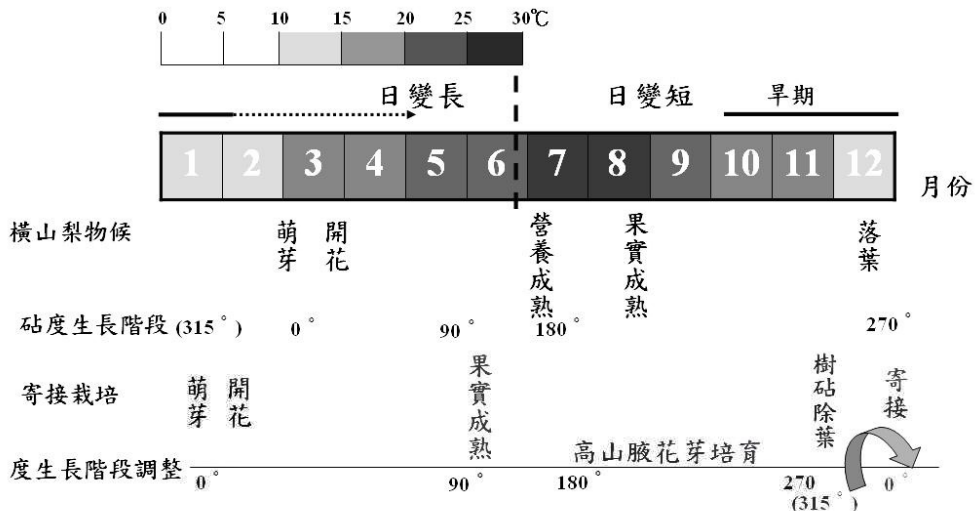 0 5 10 15 20 25 30℃
日變長 日變短 旱期
1 2 3 4 5 6 7 8 9 10 11 12
月份
橫山梨物候 萌芽 開花 營養成熟 果實成熟 落葉
砧度生長階段 (315°) 0° 90° 180° 270°
寄接栽培 萌芽 開花 果實成熟 樹砧除葉 寄接
高山腋花芽培育
度生長階段調整 0° 90° 180° 270 0°
(315°)